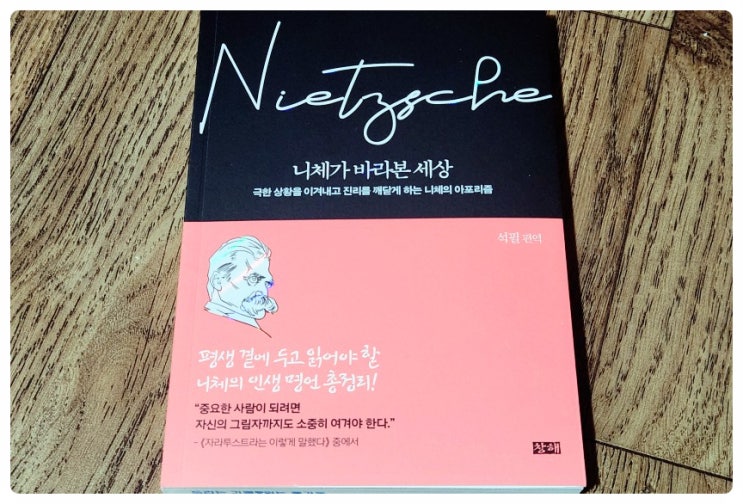 Nietzsche
니체가 바라본 세상
극한 상황을 이겨내고 진리를 깨닫게 하는 니체의 아포리즘
석필 편역
평생 곁에 두고 읽어야 할
니체의 인생 명언 총정리!
“중요한 사람이 되려면
자신의 그림자까지도 소중히 여겨야 한다.”
- 《자라투스트라는 이렇게 말했다》 중에서
창해